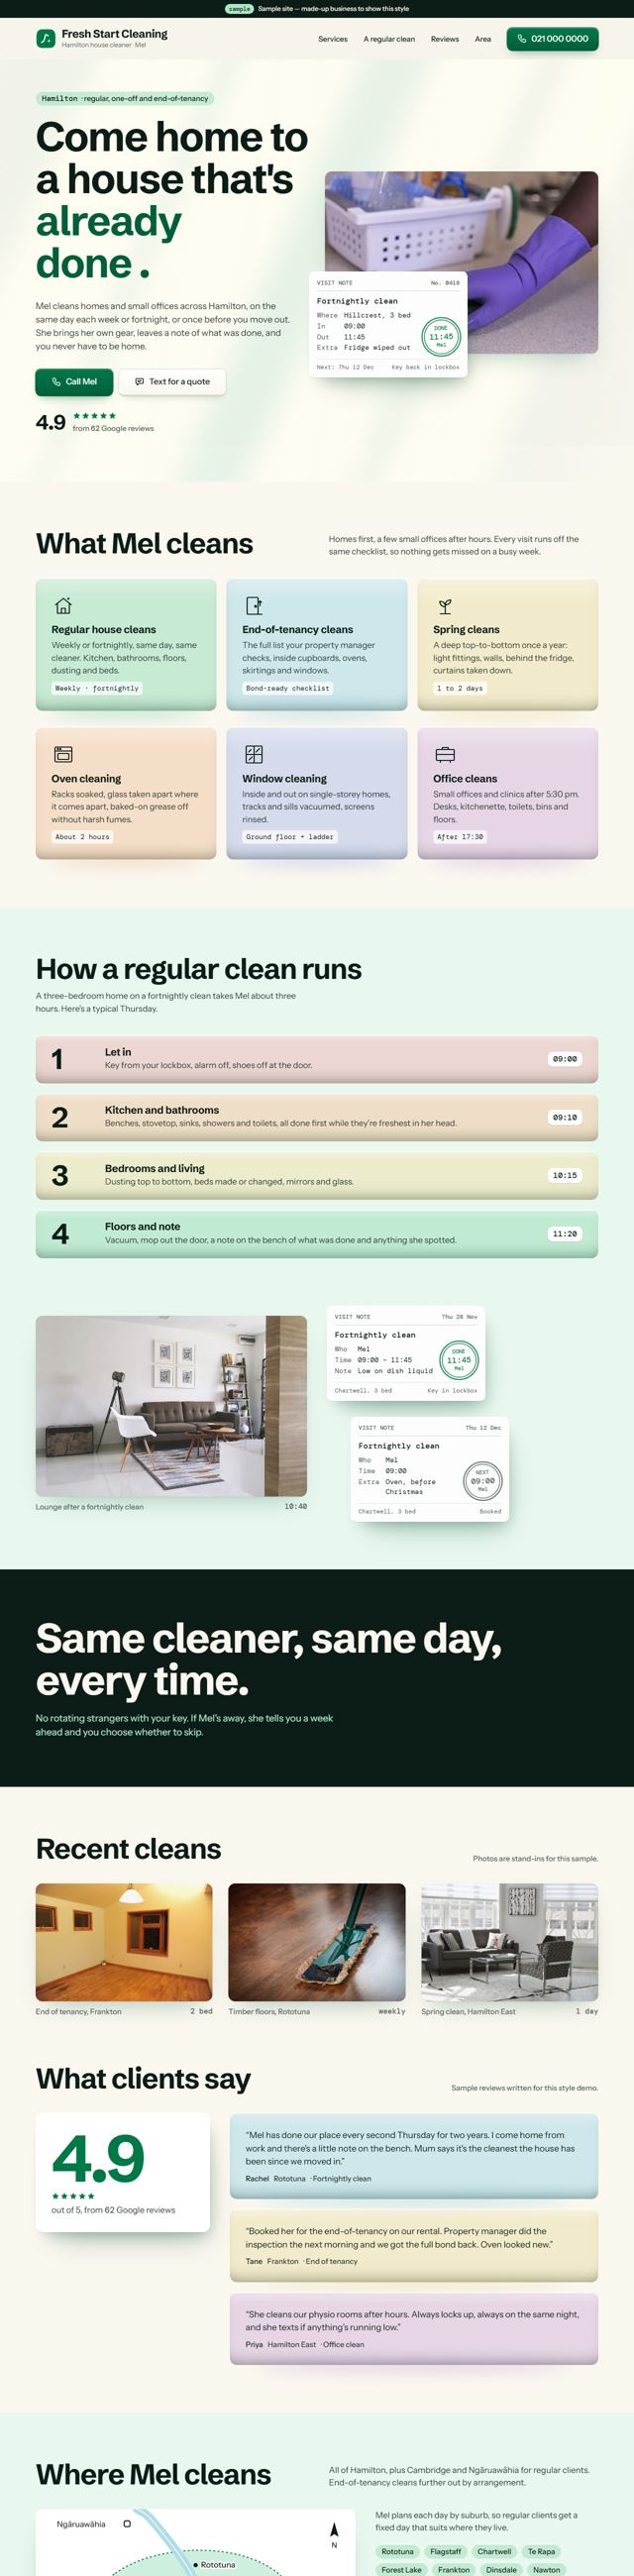 sample Sample site — made-up business to show this style
Fresh Start Cleaning
Hamilton house cleaner · Mel
Services A regular clean Reviews Area 021 000 0000
Hamilton · regular, one-off and end-of-tenancy
Come home to
a house that's
already
done .
Mel cleans homes and small offices across Hamilton, on the
same day each week or fortnight, or once before you move out.
She brings her own gear, leaves a note of what was done, and
you never have to be home.
Call Mel Text for a quote
4.9
from 62 Google reviews
VISIT NOTE No. 0418
Fortnightly clean
Where Hillcrest, 3 bed
In 09:00
Out 11:45
Extra Fridge wiped out
DONE
11:45
Mel
Next: Thu 12 Dec Key back in lockbox
What Mel cleans
Homes first, a few small offices after hours. Every visit runs off the
same checklist, so nothing gets missed on a busy week.
Regular house cleans
Weekly or fortnightly, same day, same
cleaner. Kitchen, bathrooms, floors,
dusting and beds.
Weekly · fortnightly
End-of-tenancy cleans
The full list your property manager
checks, inside cupboards, ovens,
skirtings and windows.
Bond-ready checklist
Spring cleans
A deep top-to-bottom once a year:
light fittings, walls, behind the fridge,
curtains taken down.
1 to 2 days
Oven cleaning
Racks soaked, glass taken apart where
it comes apart, baked-on grease off
without harsh fumes.
About 2 hours
Window cleaning
Inside and out on single-storey homes,
tracks and sills vacuumed, screens
rinsed.
Ground floor + ladder
Office cleans
Small offices and clinics after 5:30 pm.
Desks, kitchenette, toilets, bins and
floors.
After 17:30
How a regular clean runs
A three-bedroom home on a fortnightly clean takes Mel about three
hours. Here's a typical Thursday.
1 Let in
Key from your lockbox, alarm off, shoes off at the door.
09:00
2 Kitchen and bathrooms
Benches, stovetop, sinks, showers and toilets, all done first while they're freshest in her head.
09:10
3 Bedrooms and living
Dusting top to bottom, beds made or changed, mirrors and glass.
10:15
4 Floors and note
Vacuum, mop out the door, a note on the bench of what was done and anything she spotted.
11:20
Lounge after a fortnightly clean 10:40
VISIT NOTE Thu 28 Nov
Fortnightly clean
Who Mel
Time 09:00 – 11:45
Note Low on dish liquid
DONE
11:45
Mel
Chartwell, 3 bed Key in lockbox
VISIT NOTE Thu 12 Dec
Fortnightly clean
Who Mel
Time 09:00
Extra Oven, before
Christmas
NEXT
09:00
Mel
Chartwell, 3 bed Booked
Same cleaner, same day,
every time.
No rotating strangers with your key. If Mel's away, she tells you a week
ahead and you choose whether to skip.
Recent cleans
Photos are stand-ins for this sample.
End of tenancy, Frankton 2 bed
Timber floors, Rototuna weekly
Spring clean, Hamilton East 1 day
What clients say
Sample reviews written for this style demo.
4.9
out of 5, from 62 Google reviews
"Mel has done our place every second Thursday for two years. I come home from
work and there's a little note on the bench. Mum says it's the cleanest the house has
been since we moved in."
Rachel Rototuna · Fortnightly clean
"Booked her for the end-of-tenancy on our rental. Property manager did the
inspection the next morning and we got the full bond back. Oven looked new."
Tane Frankton · End of tenancy
"She cleans our physio rooms after hours. Always locks up, always on the same night,
and she texts if anything's running low."
Priya Hamilton East · Office clean
Where Mel cleans
All of Hamilton, plus Cambridge and Ngāruawāhia for regular clients.
End-of-tenancy cleans further out by arrangement.
Ngāruawāhia
N
Rototuna
Mel plans each day by suburb, so regular clients get a
fixed day that suits where they live.
Rototuna Flagstaff Chartwell Te Rapa
Forest Lake Frankton Dinsdale Nawton